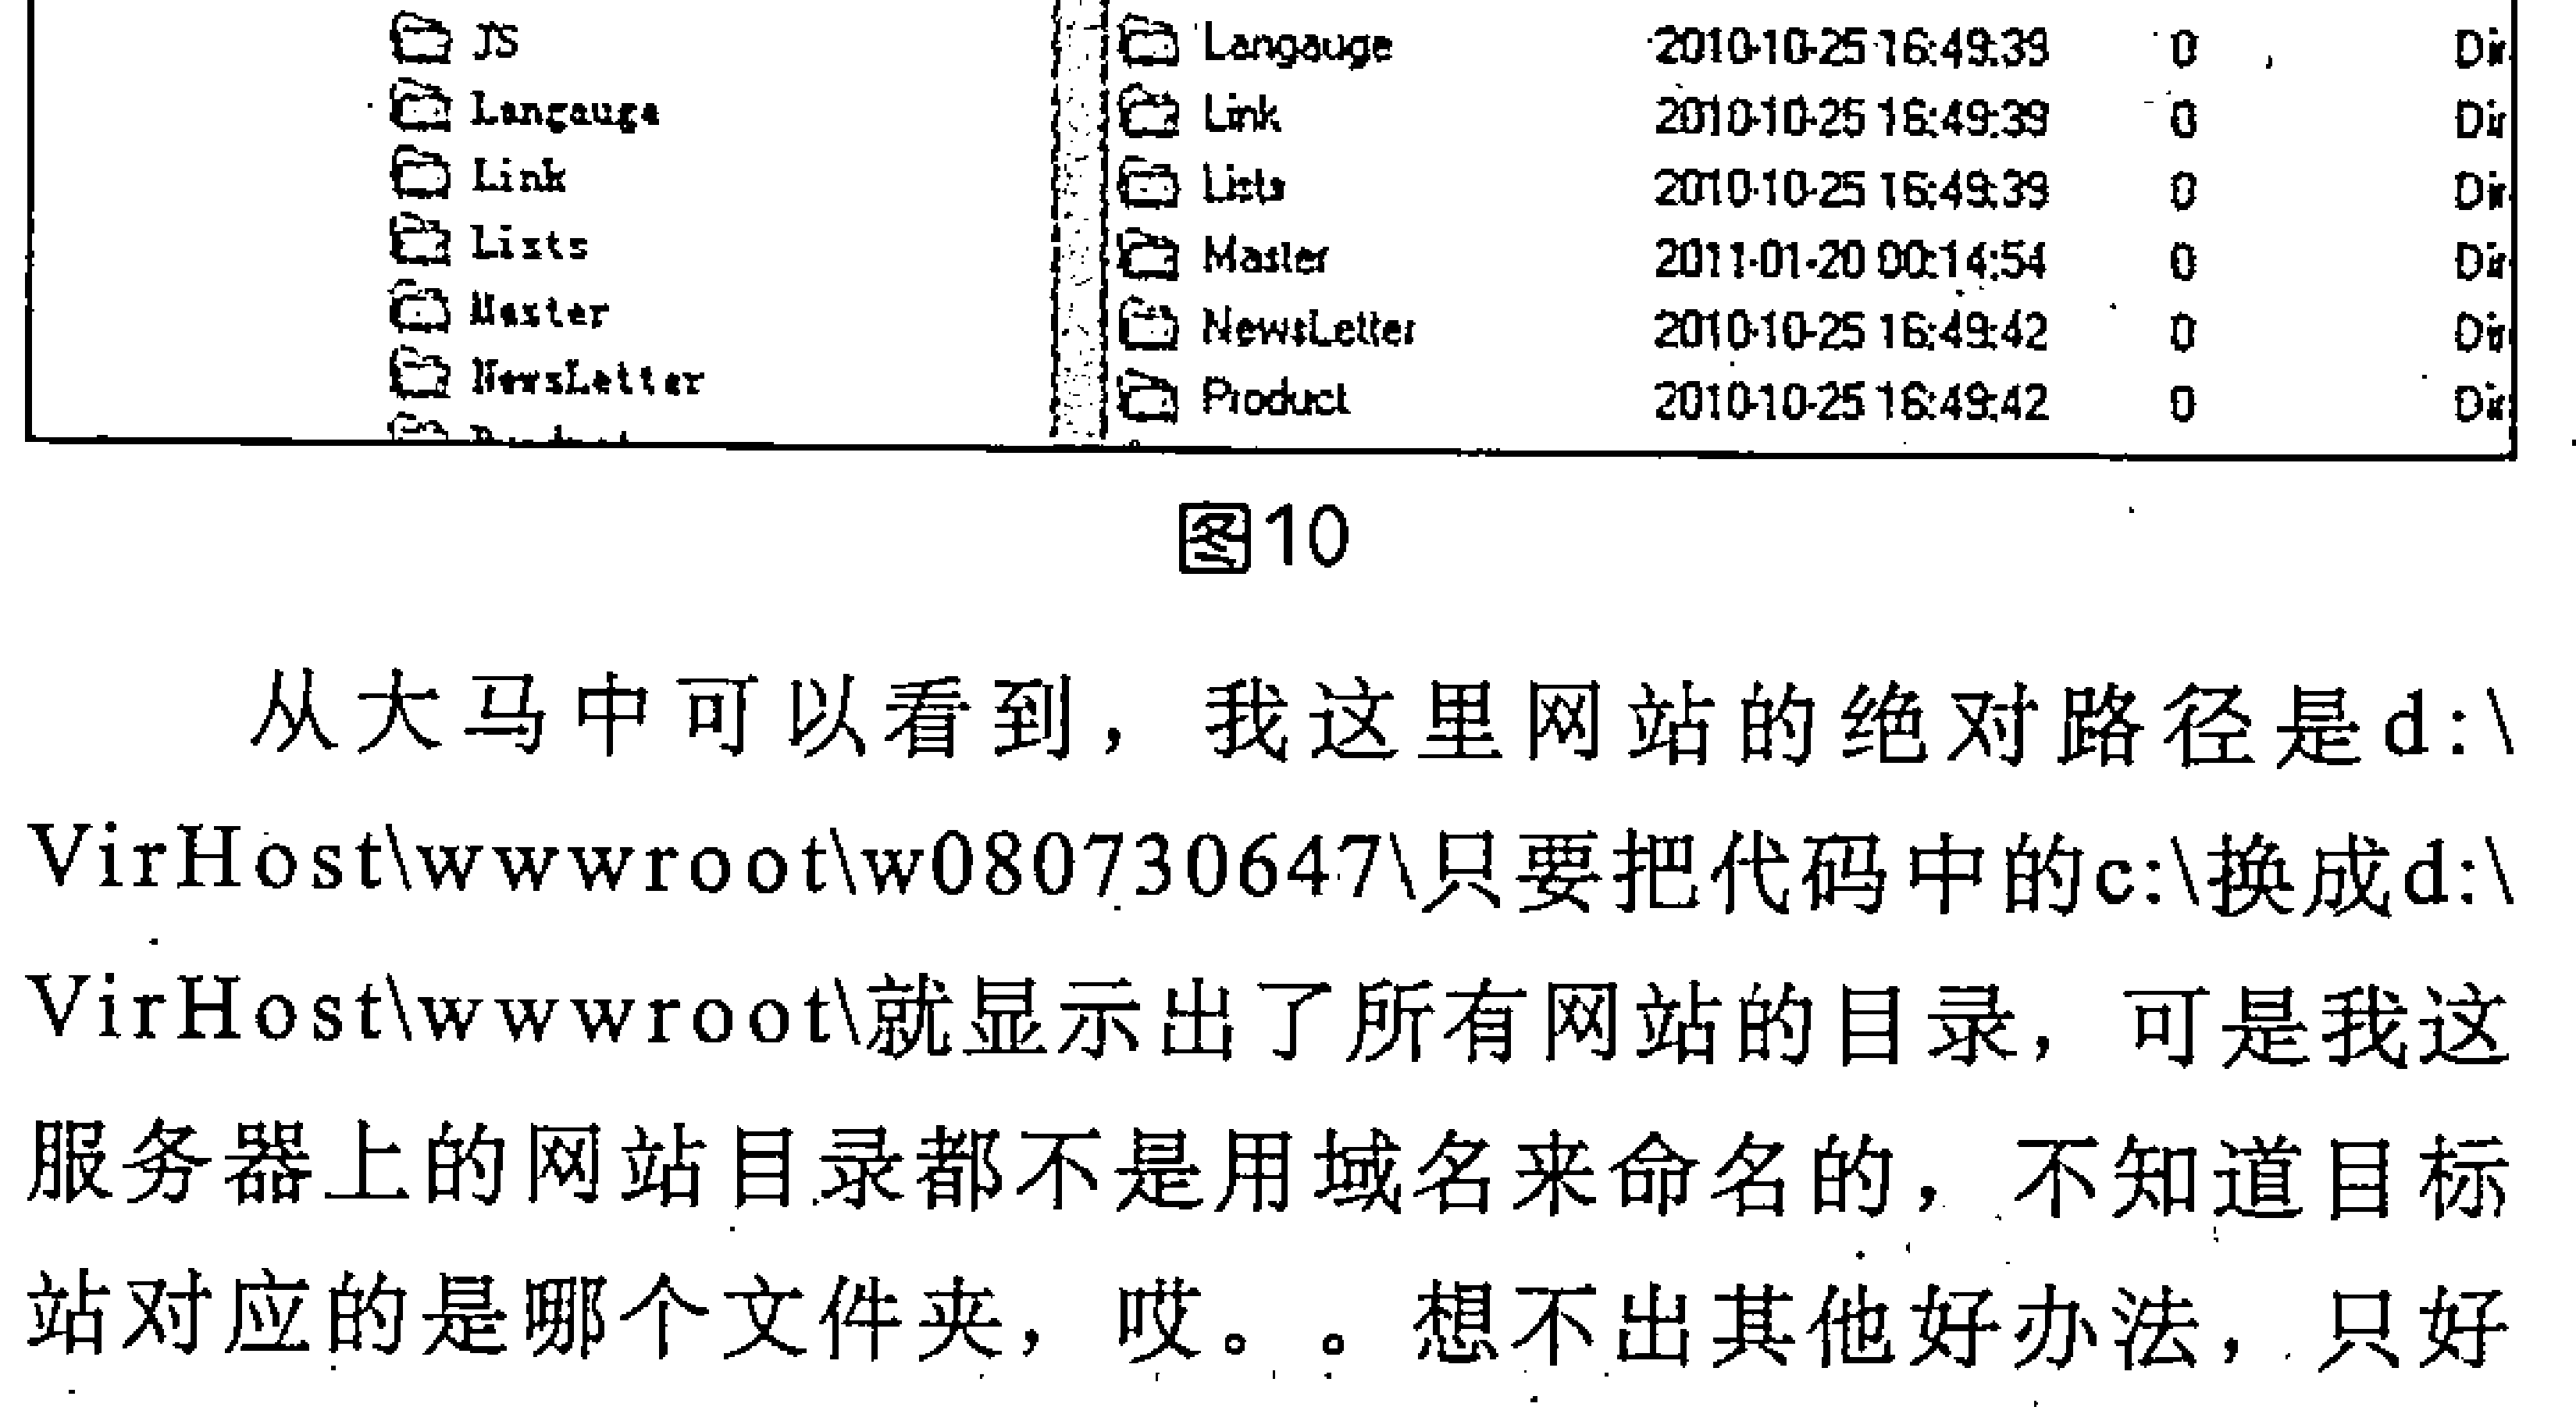 JS
Langauge
Link
Lists
Master
NewsLetter
Langauge 2010-10-25 16:49:39 0 Dir
Link 2010-10-25 16:49:39 0 Dir
Lists 2010-10-25 16:49:39 0 Dir
Master 2011-01-20 00:14:54 0 Dir
NewsLetter 2010-10-25 16:49:42 0 Dir
Product 2010-10-25 16:49:42 0 Dir
图10
从大马中可以看到，我这里网站的绝对路径是d:\
VirHost\wwwroot\w080730647\只要把代码中的c:\换成d:\
VirHost\wwwroot\就显示出了所有网站的目录，可是我这
服务器上的网站目录都不是用域名来命名的，不知道目标
站对应的是哪个文件夹，哎。。想不出其他好办法，只好